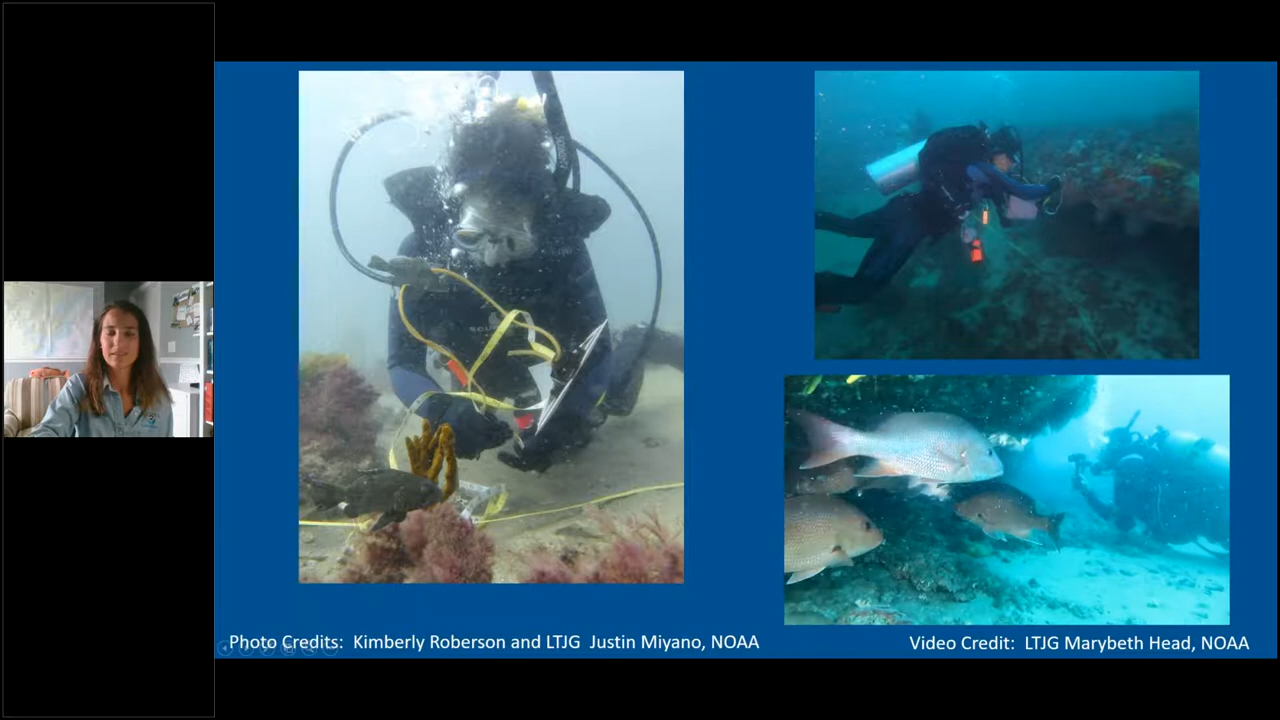 Photo Credits:  Kimberly Roberson and LTJG  Justin Miyano, NOAA
Video Credit:  LTJG Marybeth Head, NOAA